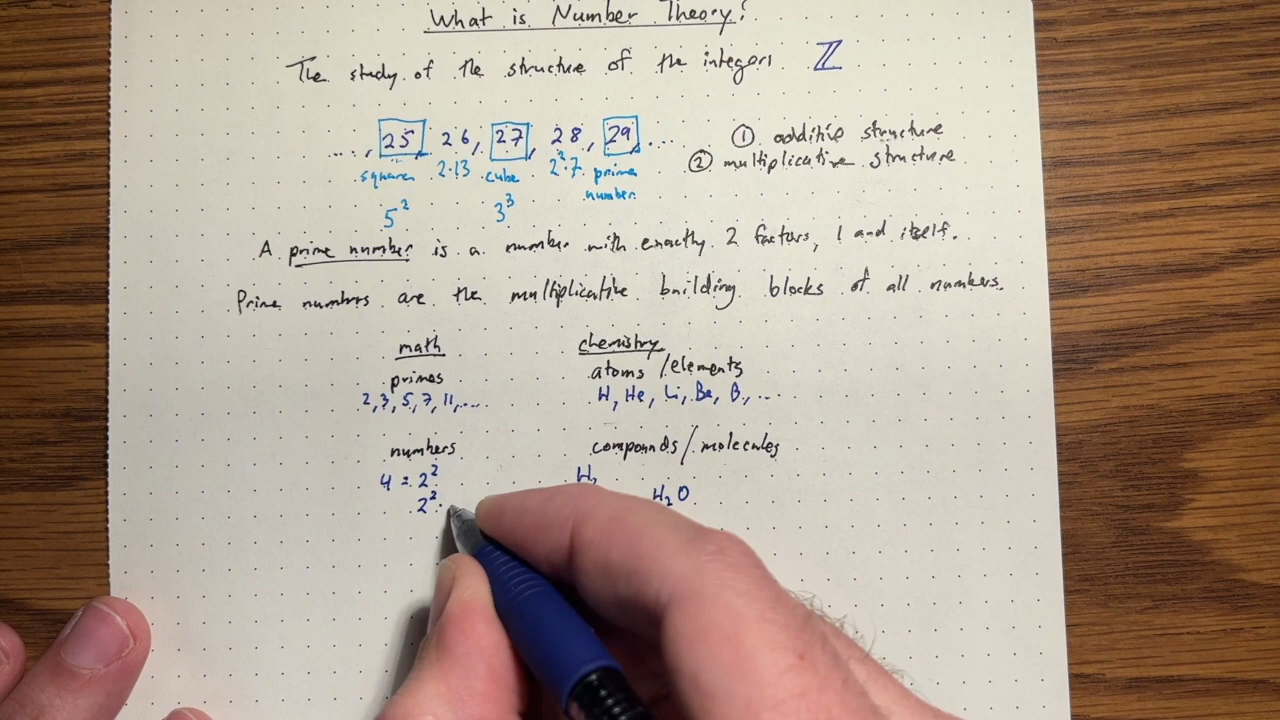 What is Number Theory?
The study of the structure of the integers ℤ
..., 25, 26, 27, 28, 29, ...
① additive structure
② multiplicative structure
square 2·13 cube 2²·7 prime number
5² 3³
A prime number is a number with exactly 2 factors, 1 and itself.
Prime numbers are the multiplicative building blocks of all numbers.
math chemistry
primes atoms/elements
2, 3, 5, 7, 11, ... H, He, Li, Be, B, ...
numbers compounds/molecules
4 = 2² H₂
2²· H₂O